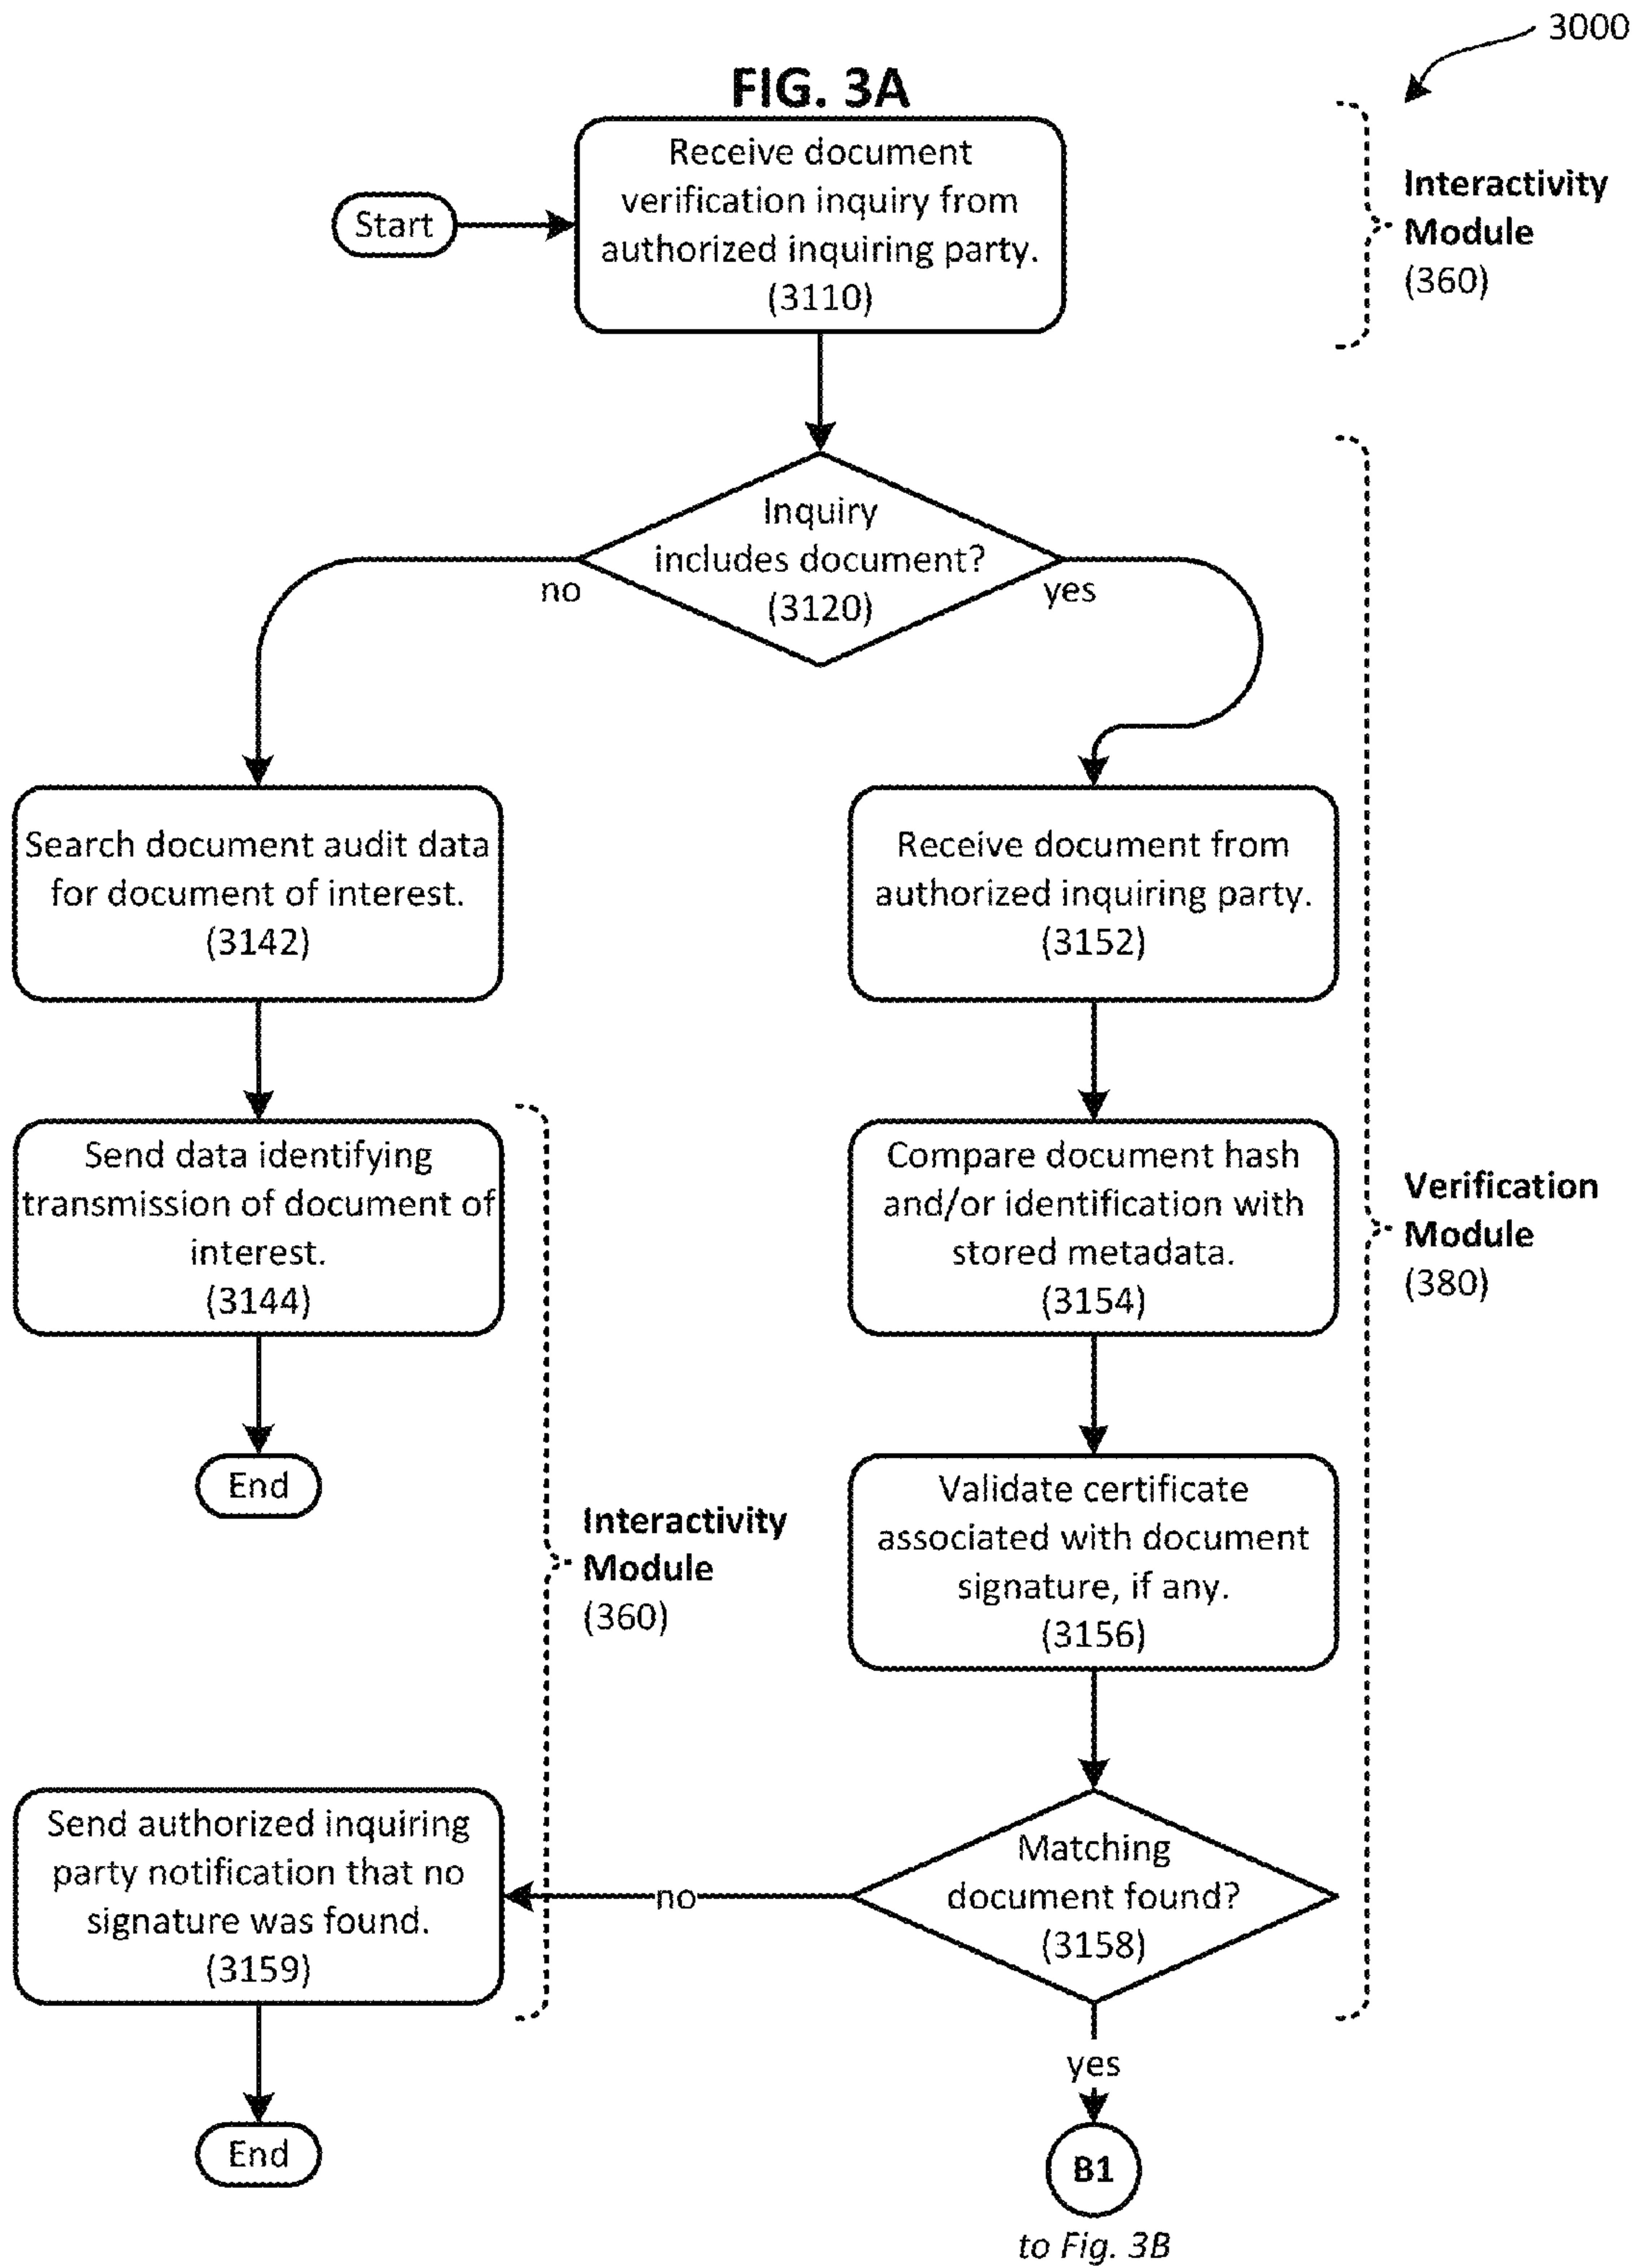 3000
FIG. 3A
Receive document
verification inquiry from
authorized inquiring party.
(3110)
Start
Interactivity
Module
(360)
Inquiry
includes document?
(3120)
no
yes
Search document audit data
for document of interest.
(3142)
Receive document from
authorized inquiring party.
(3152)
Send data identifying
transmission of document of
interest.
(3144)
Compare document hash
and/or identification with
stored metadata.
(3154)
Verification
Module
(380)
End
Interactivity
Module
(360)
Validate certificate
associated with document
signature, if any.
(3156)
Send authorized inquiring
party notification that no
signature was found.
(3159)
no
Matching
document found?
(3158)
yes
End
B1
to Fig. 3B